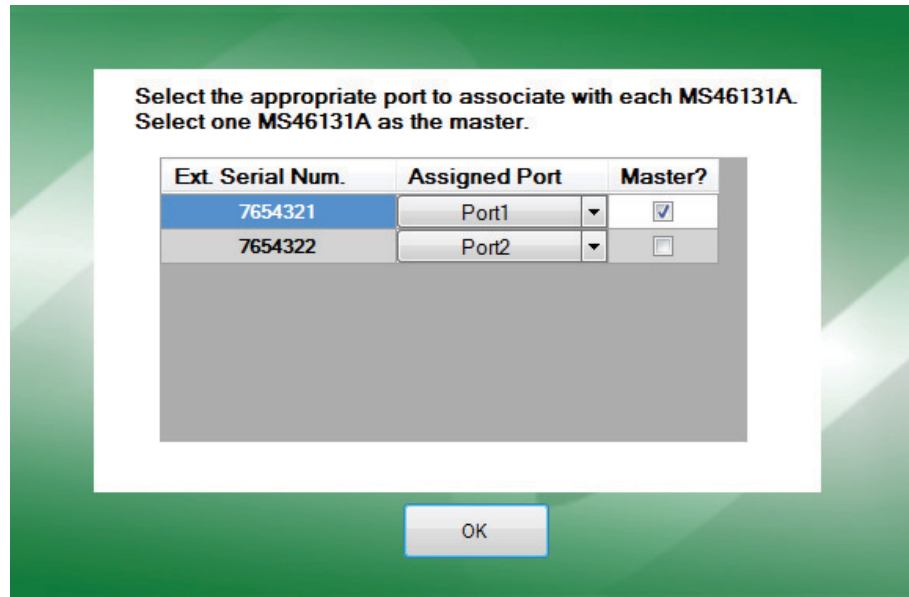 Select the appropriate port to associate with each MS46131A.
Select one MS46131A as the master.
Ext. Serial Num. Assigned Port Master?
7654321 Port1
7654322 Port2
OK